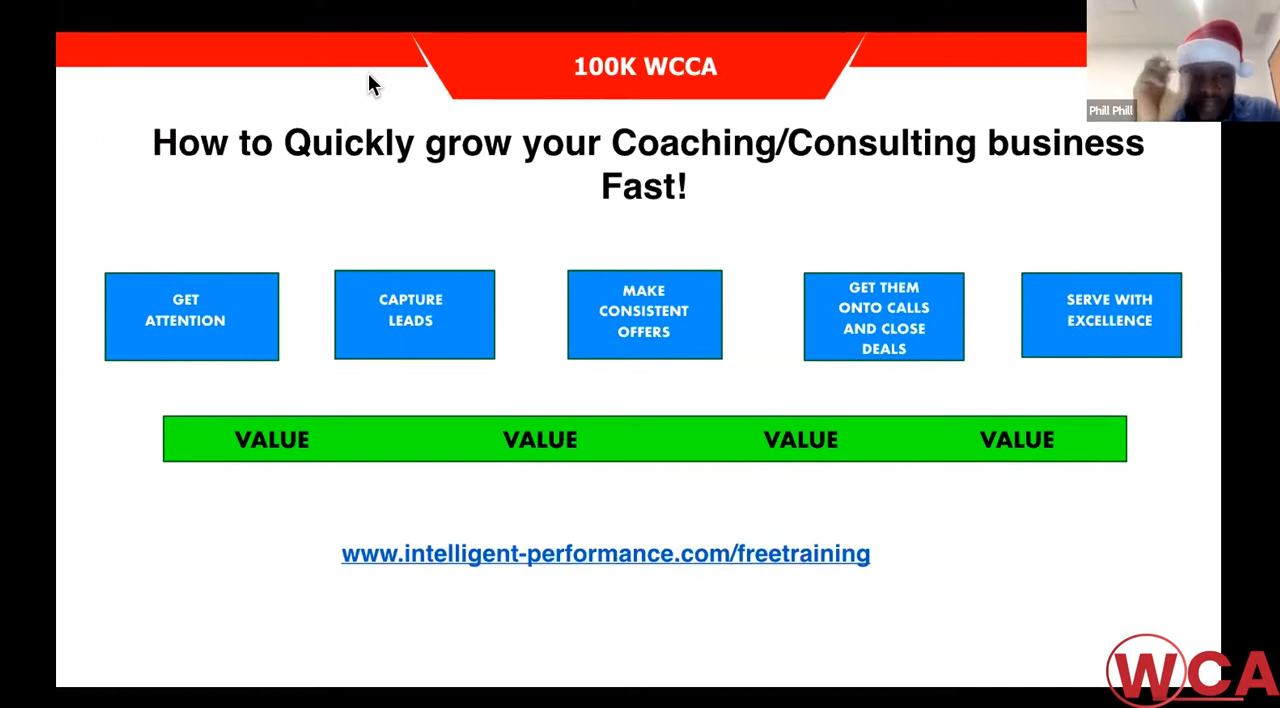 100K WCCA
Phill Phill
How to Quickly grow your Coaching/Consulting business
Fast!
GET
ATTENTION
CAPTURE
LEADS
MAKE
CONSISTENT
OFFERS
GET THEM
ONTO CALLS
AND CLOSE
DEALS
SERVE WITH
EXCELLENCE
VALUE VALUE VALUE VALUE
www.intelligent-performance.com/freetraining
WCA